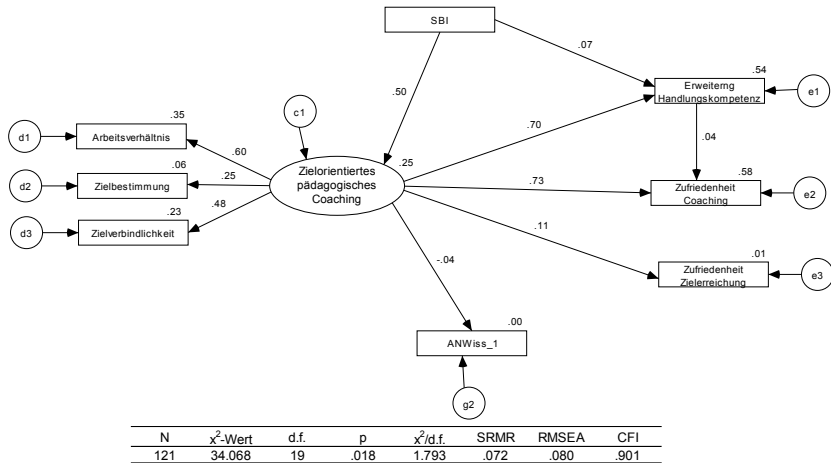 SBI
.07
.54
Erweiterng
Handlungskompetenz
e1
.50
c1
.35
d1
Arbeitsverhältnis
.60
.70
.04
.25
Zielorientiertes
pädagogisches
Coaching
.06
d2
Zielbestimmung
.25
.73
.58
Zufriedenheit
Coaching
e2
.23
d3
Zielverbindlichkeit
.48
.11
-.04
.01
Zufriedenheit
Zielerreichung
e3
.00
ANWiss_1
g2
N x²-Wert d.f. p x²/d.f. SRMR RMSEA CFI
121 34.068 19 .018 1.793 .072 .080 .901